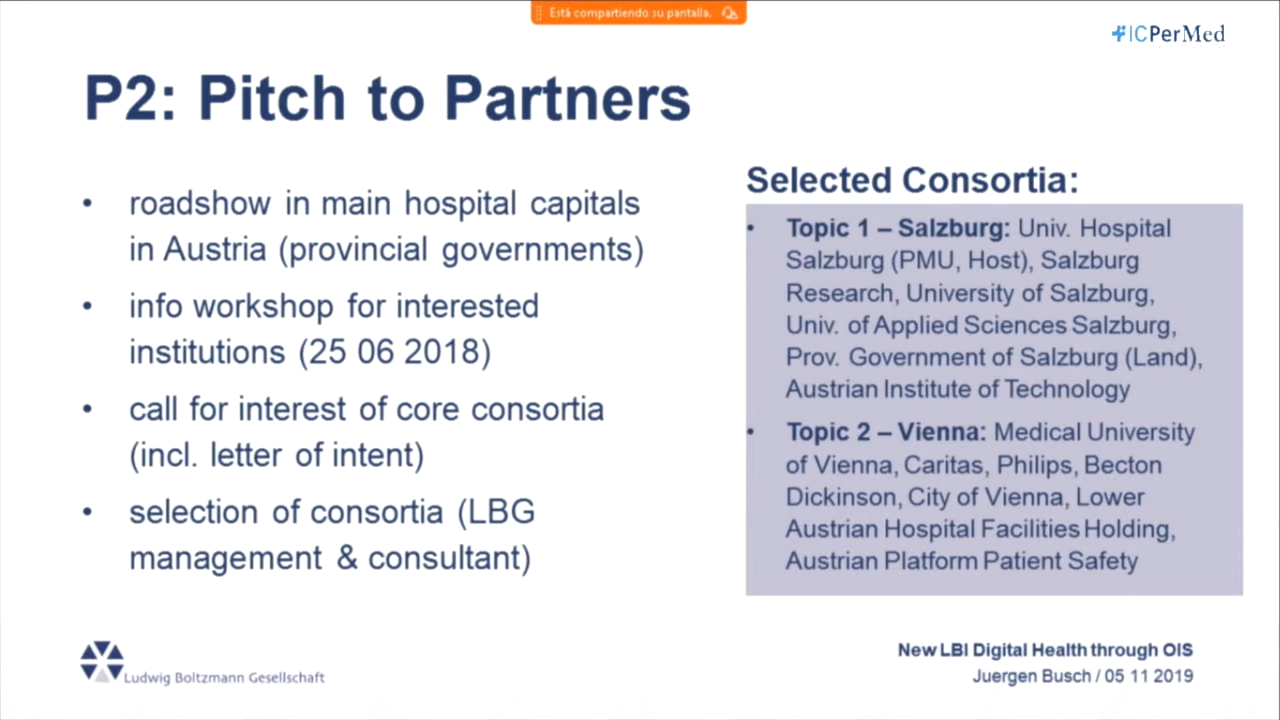 Está compartiendo su pantalla.
ICPerMed
P2: Pitch to Partners
• roadshow in main hospital capitals
in Austria (provincial governments)
• info workshop for interested
institutions (25 06 2018)
• call for interest of core consortia
(incl. letter of intent)
• selection of consortia (LBG
management & consultant)
Selected Consortia:
• Topic 1 – Salzburg: Univ. Hospital
Salzburg (PMU, Host), Salzburg
Research, University of Salzburg,
Univ. of Applied Sciences Salzburg,
Prov. Government of Salzburg (Land),
Austrian Institute of Technology
• Topic 2 – Vienna: Medical University
of Vienna, Caritas, Philips, Becton
Dickinson, City of Vienna, Lower
Austrian Hospital Facilities Holding,
Austrian Platform Patient Safety
Ludwig Boltzmann Gesellschaft
New LBI Digital Health through OIS
Juergen Busch / 05 11 2019